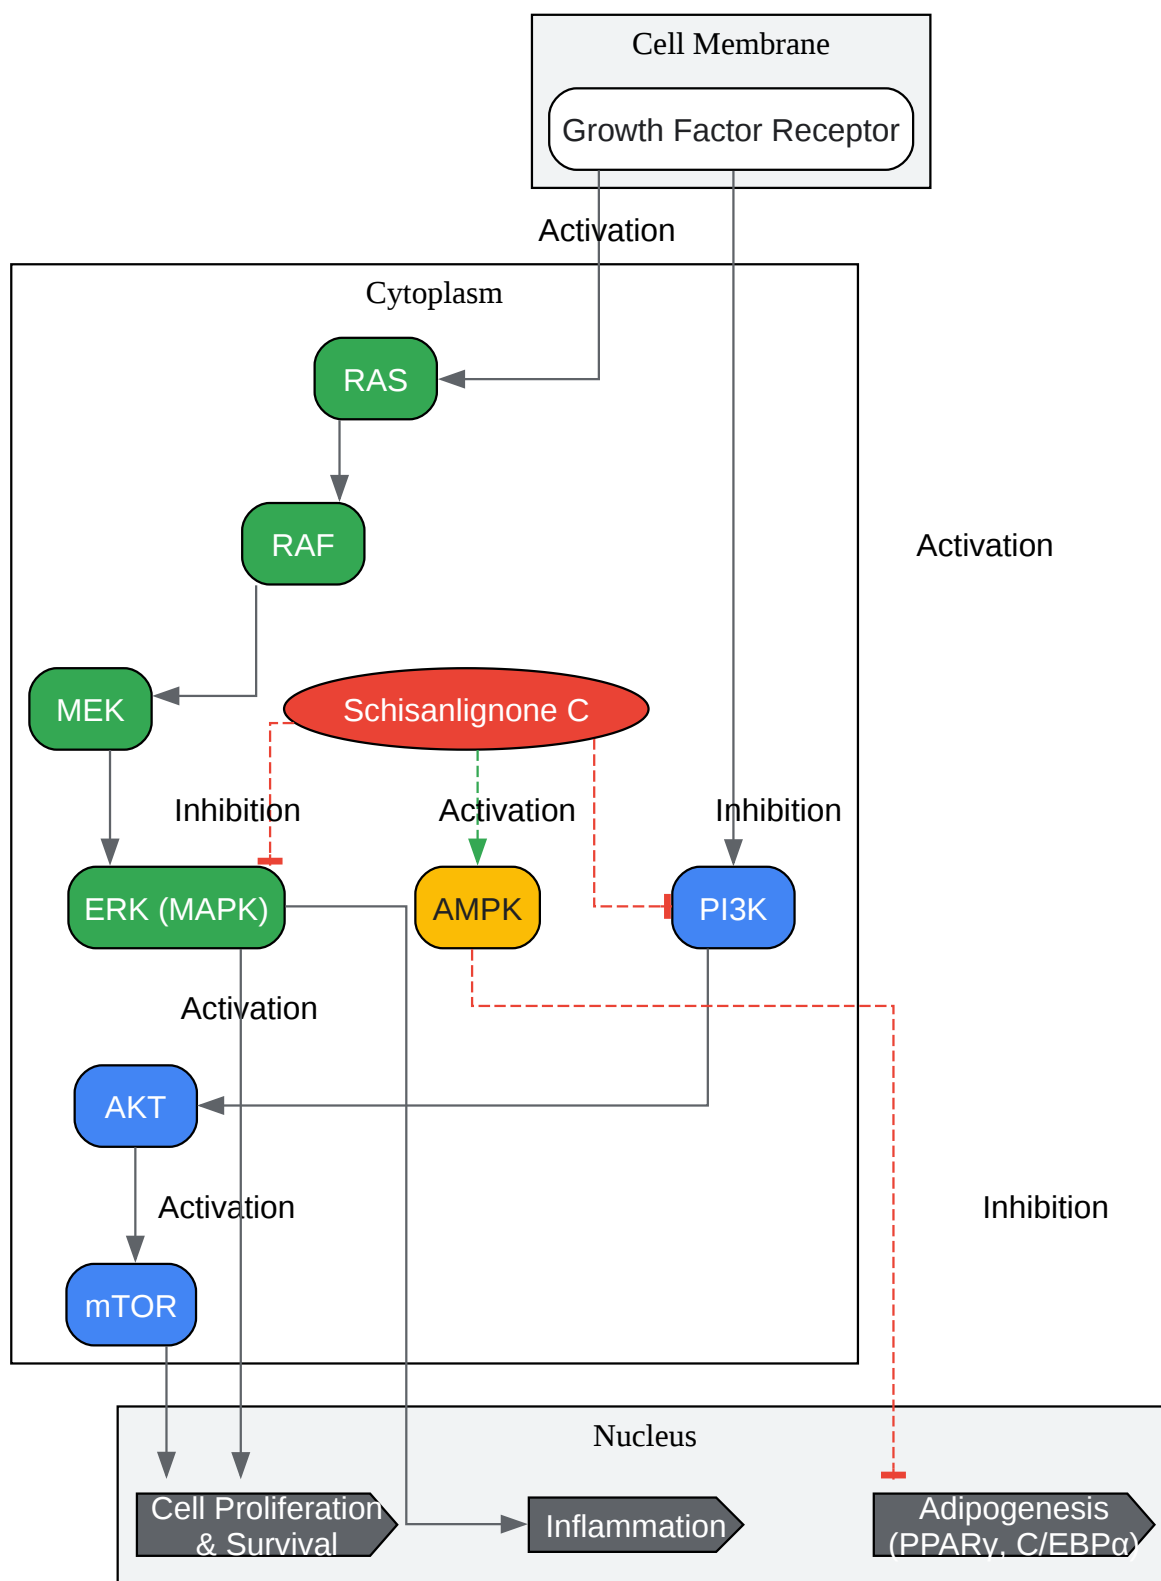 Cell Membrane
Growth Factor Receptor
Activation
Cytoplasm
RAS
RAF
Activation
MEK
Schisanlignone C
Inhibition
Activation
Inhibition
ERK (MAPK)
AMPK
PI3K
Activation
AKT
Activation
Inhibition
mTOR
Nucleus
Cell Proliferation
& Survival
Inflammation
Adipogenesis
(PPARγ, C/EBPα)